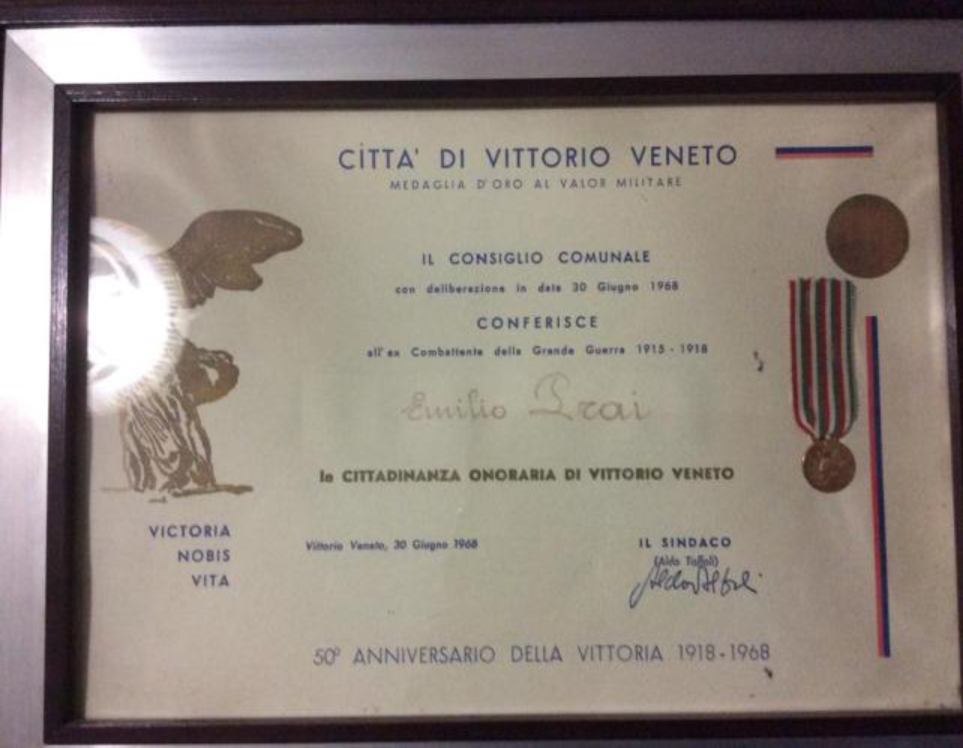 CITTA' DI VITTORIO VENETO
MEDAGLIA D'ORO AL VALOR MILITARE
IL CONSIGLIO COMUNALE
con deliberazione in data 30 Giugno 1968
CONFERISCE
all'ex Combattente della Grande Guerra 1915-1918
Emilio Prai
la CITTADINANZA ONORARIA DI VITTORIO VENETO
VICTORIA
NOBIS
VITA
Vittorio Veneto, 30 Giugno 1968
IL SINDACO
(Aldo Toffoli)
50° ANNIVERSARIO DELLA VITTORIA 1918-1968